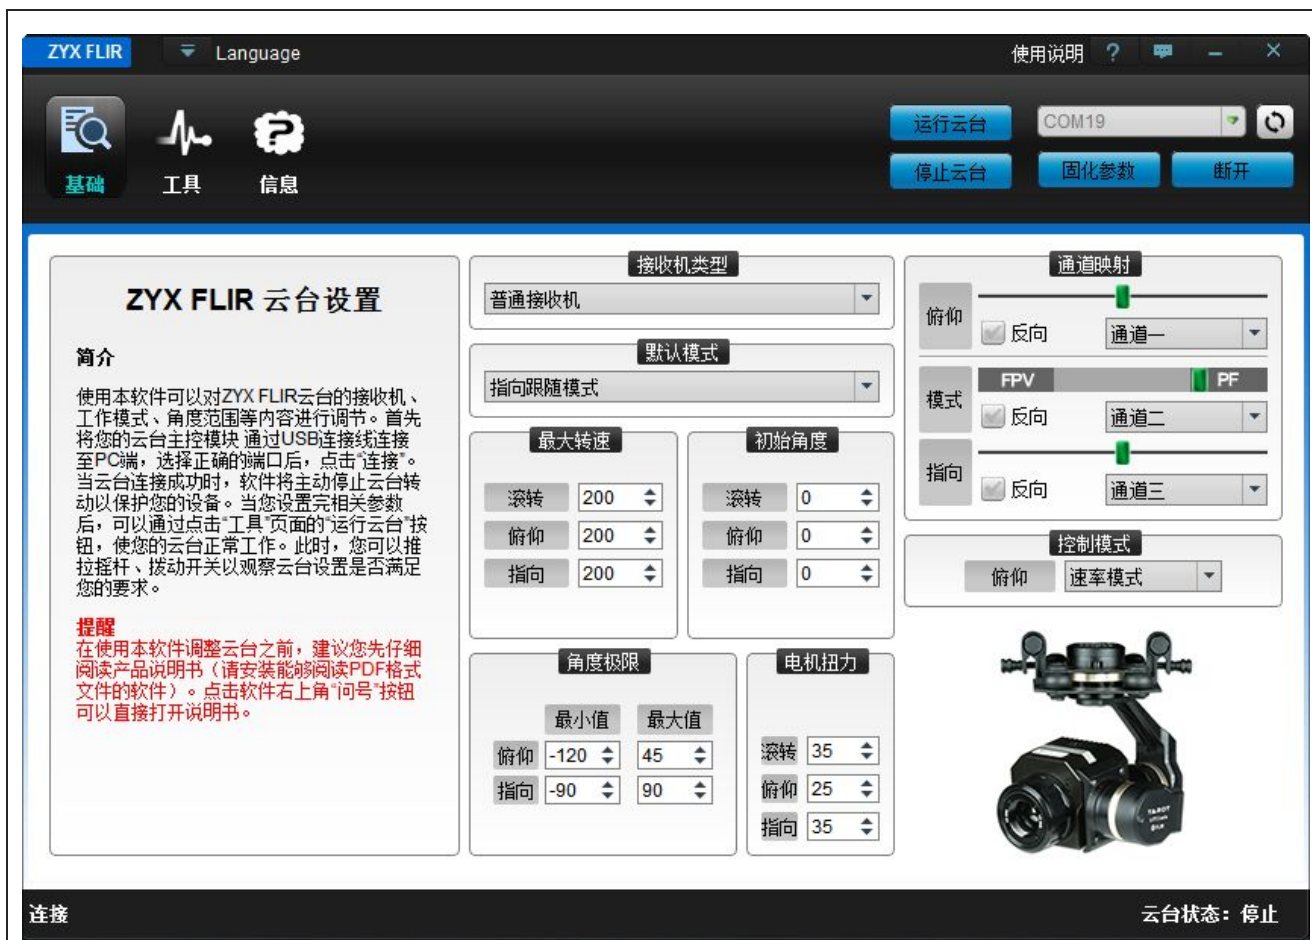 ZYX FLIR
Language
使用说明 ?
基础
工具
信息
运行云台
COM19
停止云台
固化参数
断开
ZYX FLIR 云台设置
简介
使用本软件可以对ZYX FLIR云台的接收机、
工作模式、角度范围等内容进行调节。首先
将您的云台主控模块 通过USB连接线连接
至PC端，选择正确的端口后，点击“连接”。
当云台连接成功时，软件将主动停止云台转
动以保护您的设备。当您设置完相关参数
后，可以通过点击“工具”页面的“运行云台”按
钮，使您的云台正常工作。此时，您可以推
拉摇杆、拨动开关以观察云台设置是否满足
您的要求。
提醒
在使用本软件调整云台之前，建议您先仔细
阅读产品说明书（请安装能够阅读PDF格式
文件的软件）。点击软件右上角“问号”按钮
可以直接打开说明书。
接收机类型
普通接收机
默认模式
指向跟随模式
最大转速
滚转 200
俯仰 200
指向 200
初始角度
滚转 0
俯仰 0
指向 0
角度极限
最小值 最大值
俯仰 -120 45
指向 -90 90
电机扭力
滚转 35
俯仰 25
指向 35
通道映射
俯仰
反向 通道一
FPV PF
模式
反向 通道二
指向
反向 通道三
控制模式
俯仰 速率模式
TAROT
连接
云台状态：停止